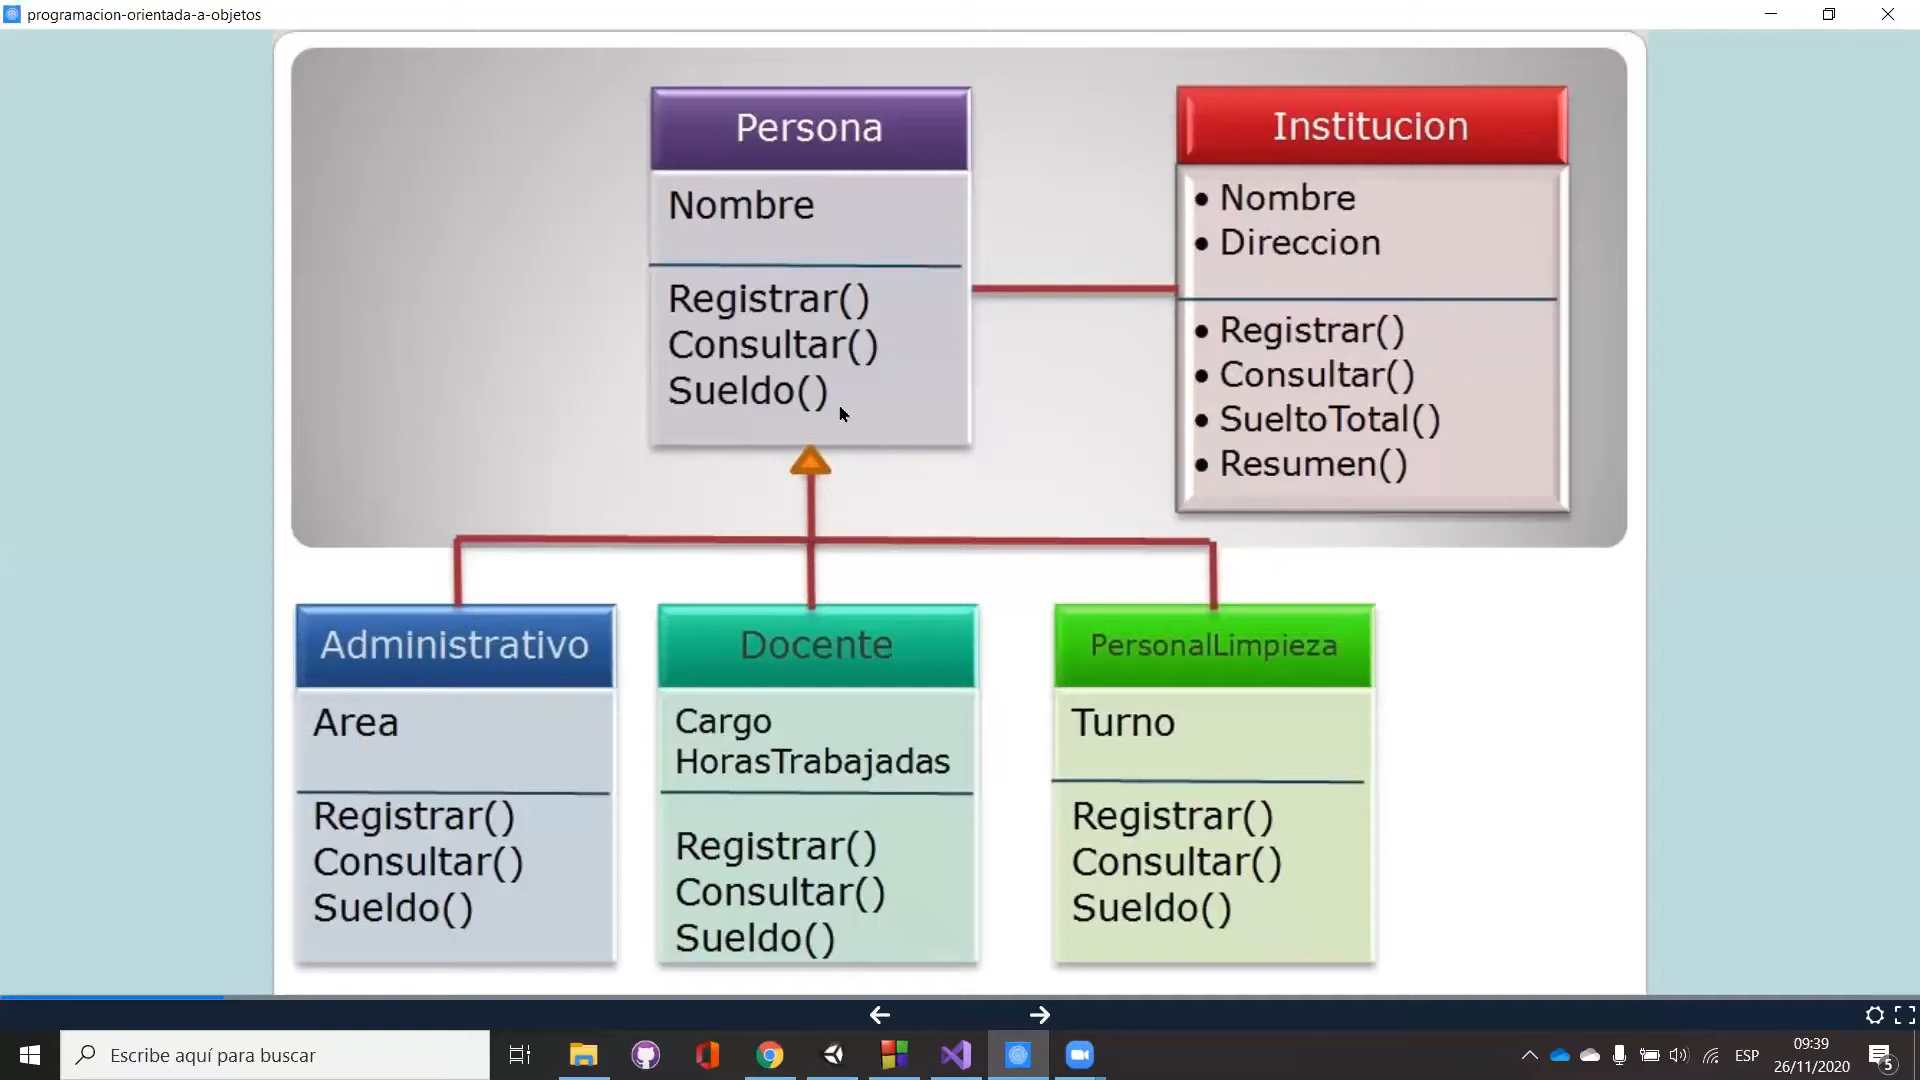 programacion-orientada-a-objetos
Persona
Nombre
Registrar()
Consultar()
Sueldo()
Institucion
• Nombre
• Direccion
• Registrar()
• Consultar()
• SueltoTotal()
• Resumen()
Administrativo
Area
Registrar()
Consultar()
Sueldo()
Docente
Cargo
HorasTrabajadas
Registrar()
Consultar()
Sueldo()
PersonalLimpieza
Turno
Registrar()
Consultar()
Sueldo()
Escribe aquí para buscar
ESP
09:39
26/11/2020
5